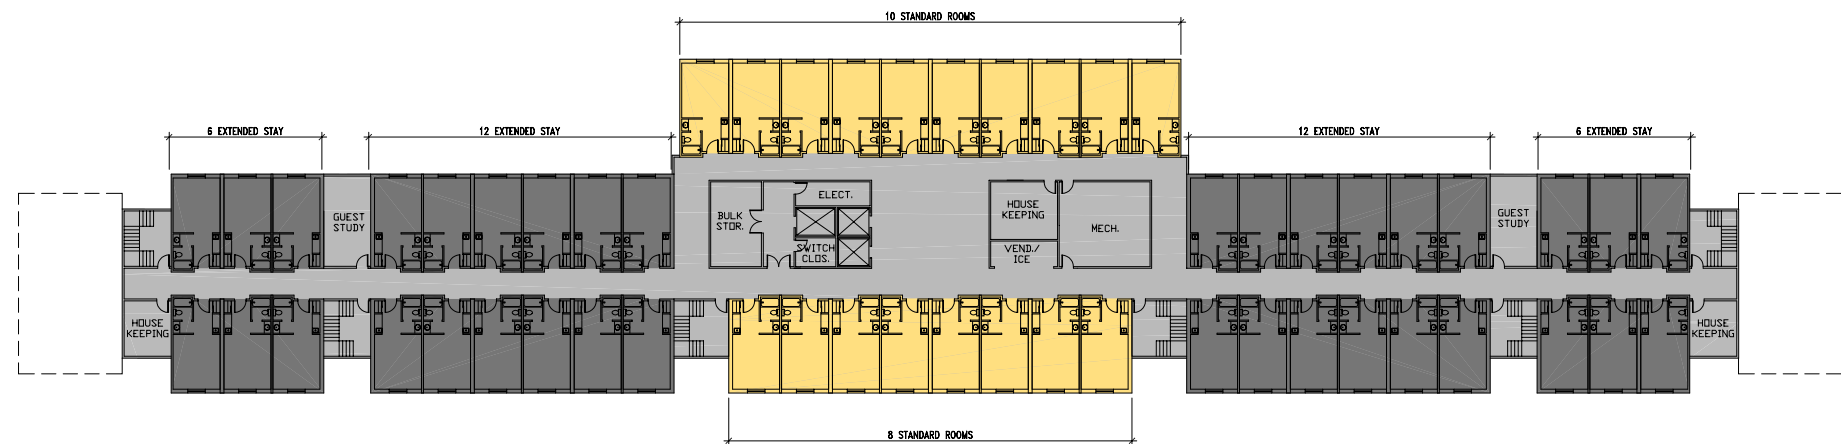 10 STANDARD ROOMS
6 EXTENDED STAY
12 EXTENDED STAY
12 EXTENDED STAY
6 EXTENDED STAY
GUEST
STUDY
BULK
STOR.
ELECT.
SWITCH
CLOS.
HOUSE
KEEPING
VEND./
ICE
MECH.
GUEST
STUDY
HOUSE
KEEPING
HOUSE
KEEPING
8 STANDARD ROOMS